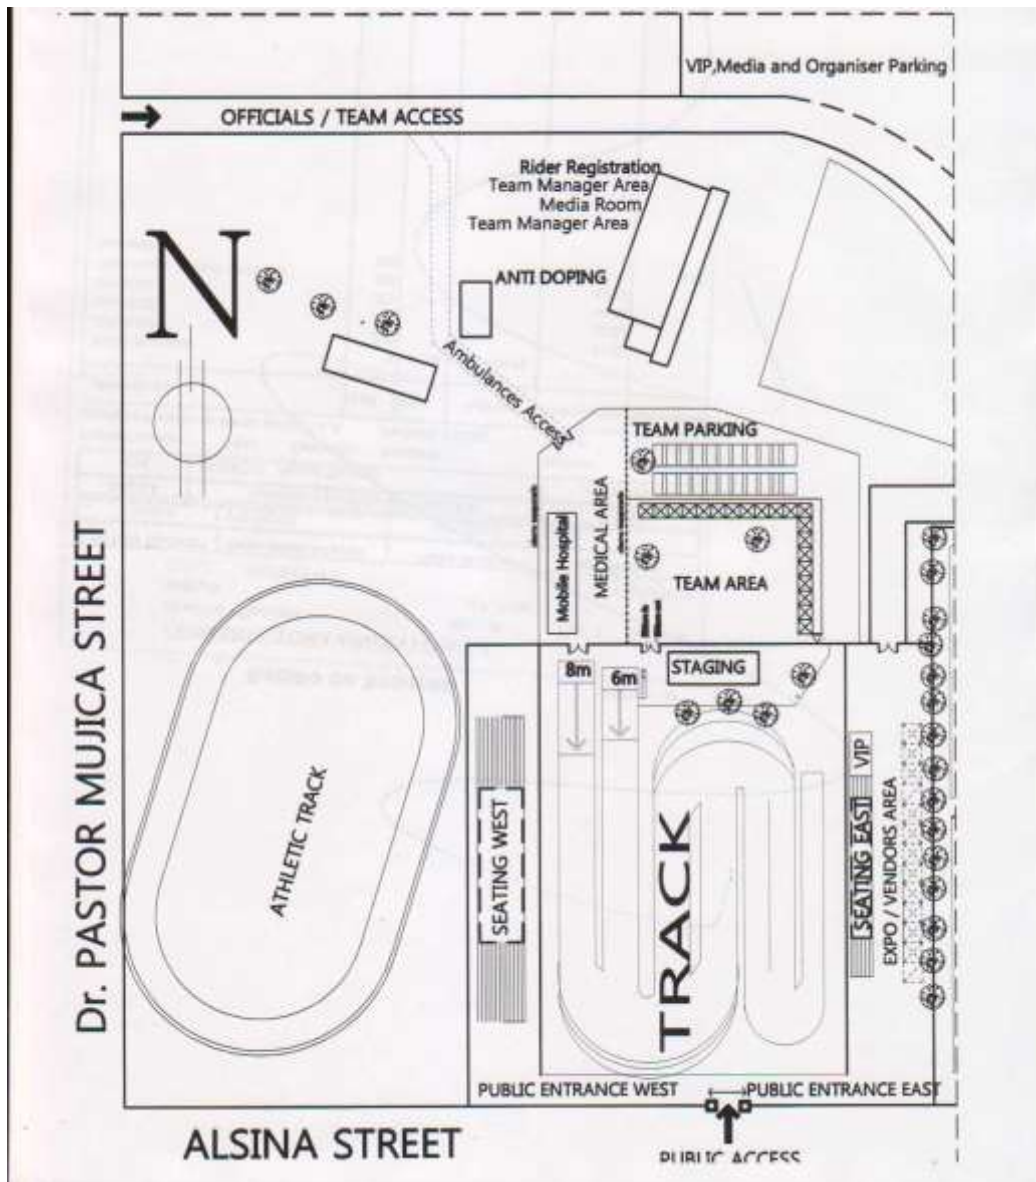 VIP,Media and Organiser Parking
OFFICIALS / TEAM ACCESS
Rider Registration
Team Manager Area
Media Room
Team Manager Area
N
ANTI DOPING
Ambulances Access
TEAM PARKING
Mobile Hospital
MEDICAL AREA
TEAM AREA
STAGING
8m
6m
Dr. PASTOR MUJICA STREET
ATHLETIC TRACK
SEATING WEST
TRACK
VIP
SEATING EAST
EXPO / VENDORS AREA
PUBLIC ENTRANCE WEST
PUBLIC ENTRANCE EAST
ALSINA STREET
PUBLIC ACCESS